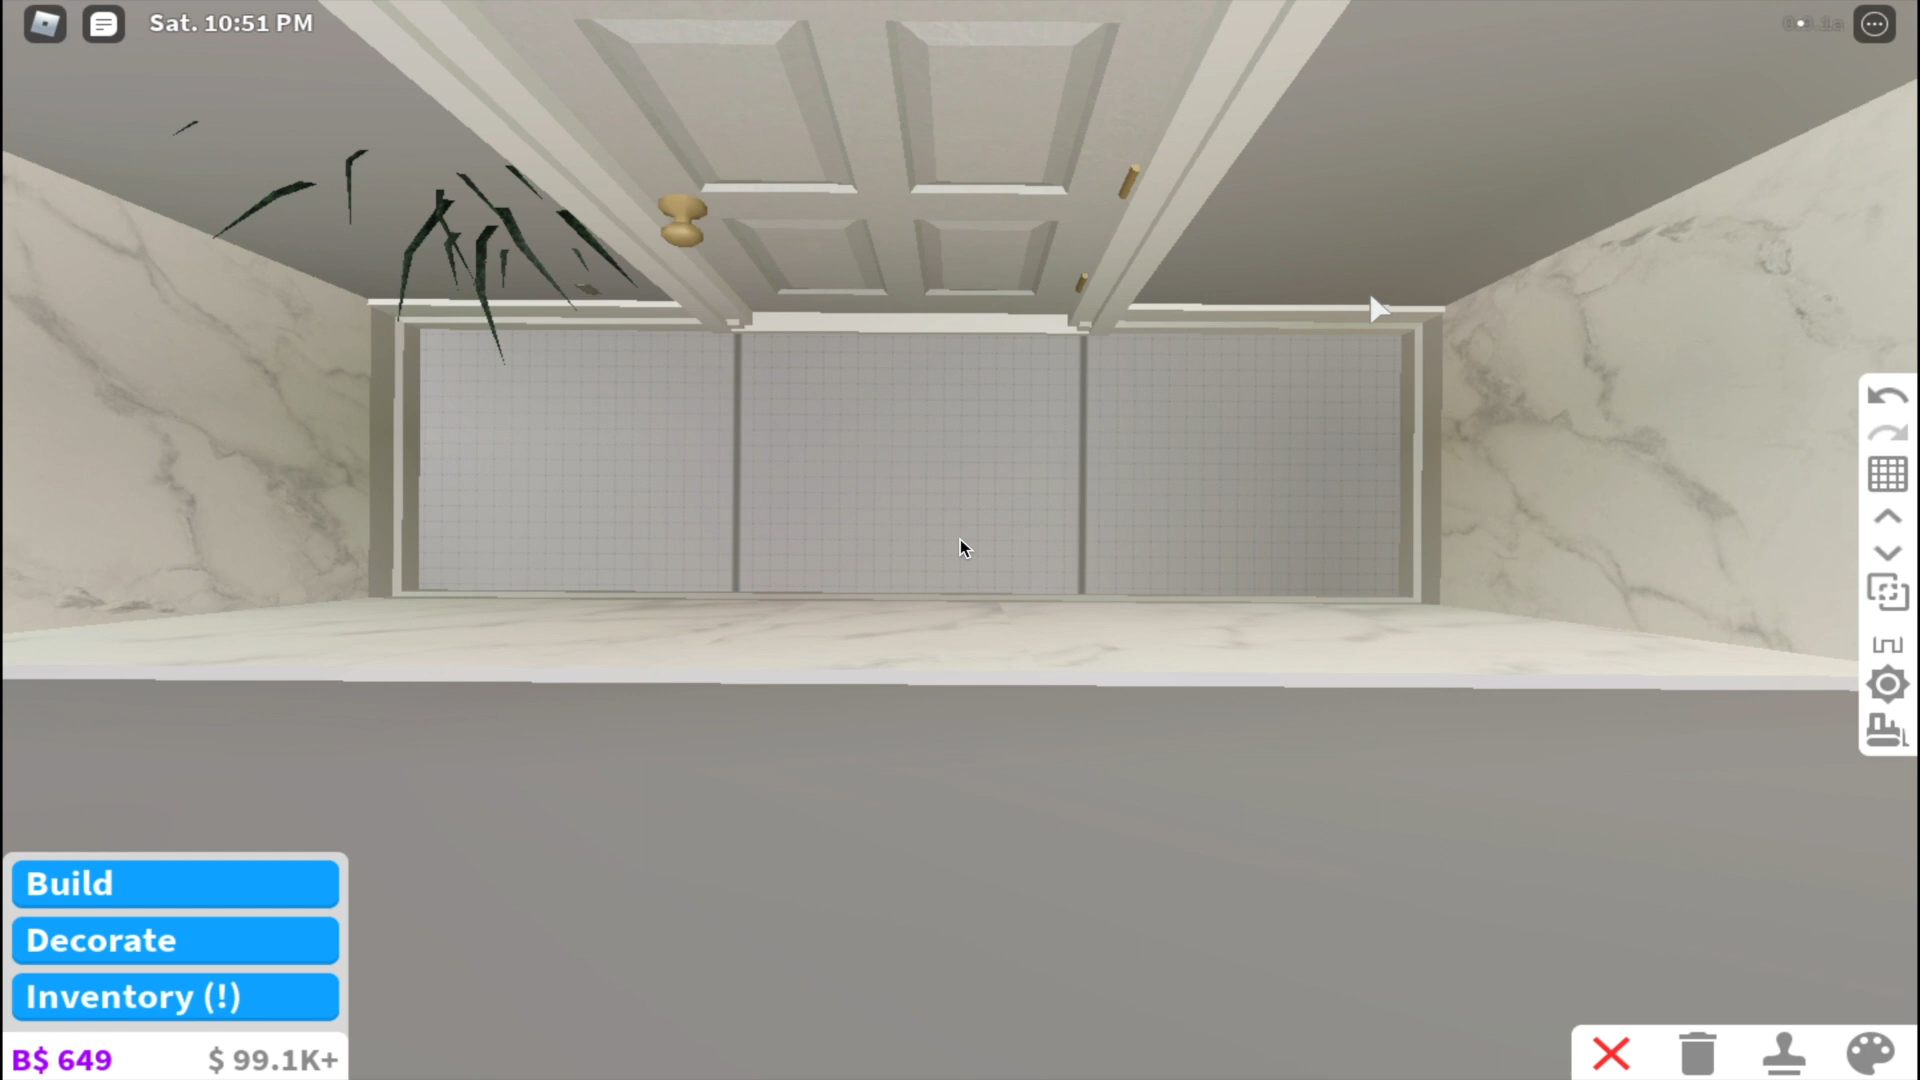 Sat. 10:51 PM
Build
Decorate
Inventory (!)
B$ 649
$ 99.1K+